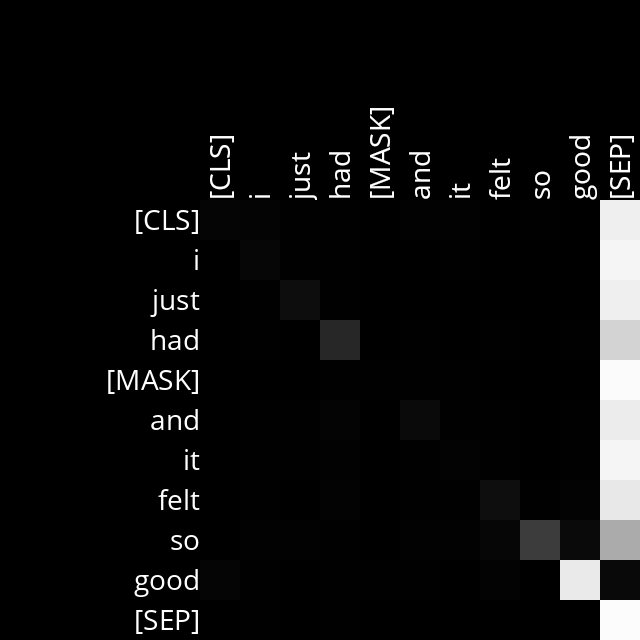 [CLS] i just had [MASK] and it felt so good [SEP]
[CLS]
i
just
had
[MASK]
and
it
felt
so
good
[SEP]